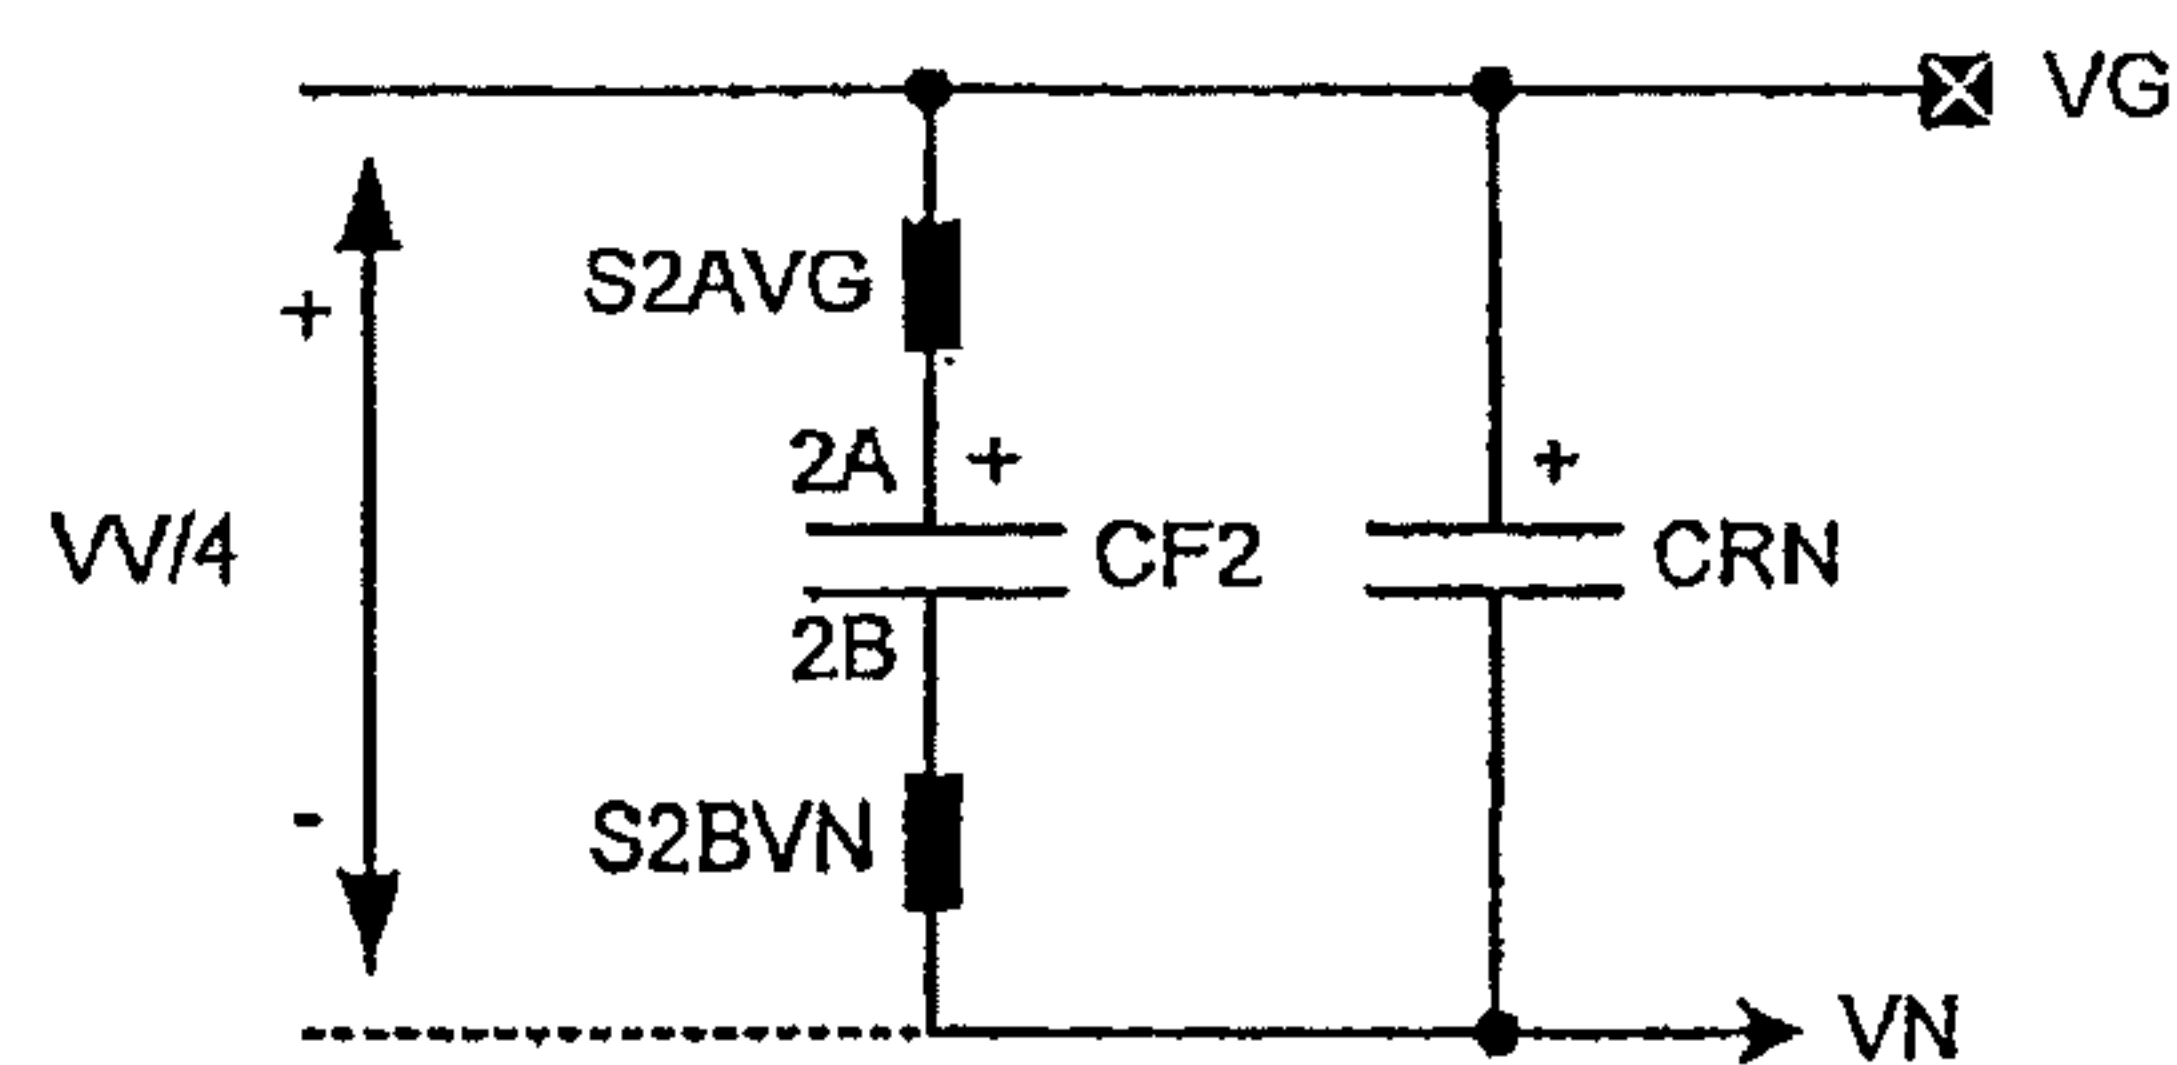 VG
S2AVG
+
2A +
+
VV/4
CF2
CRN
2B
-
S2BVN
VN